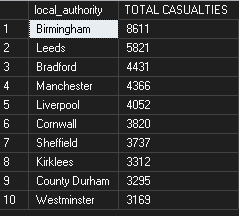 local_authority TOTAL CASUALTIES
1 Birmingham 8611
2 Leeds 5821
3 Bradford 4431
4 Manchester 4366
5 Liverpool 4052
6 Cornwall 3820
7 Sheffield 3737
8 Kirklees 3312
9 County Durham 3295
10 Westminster 3169